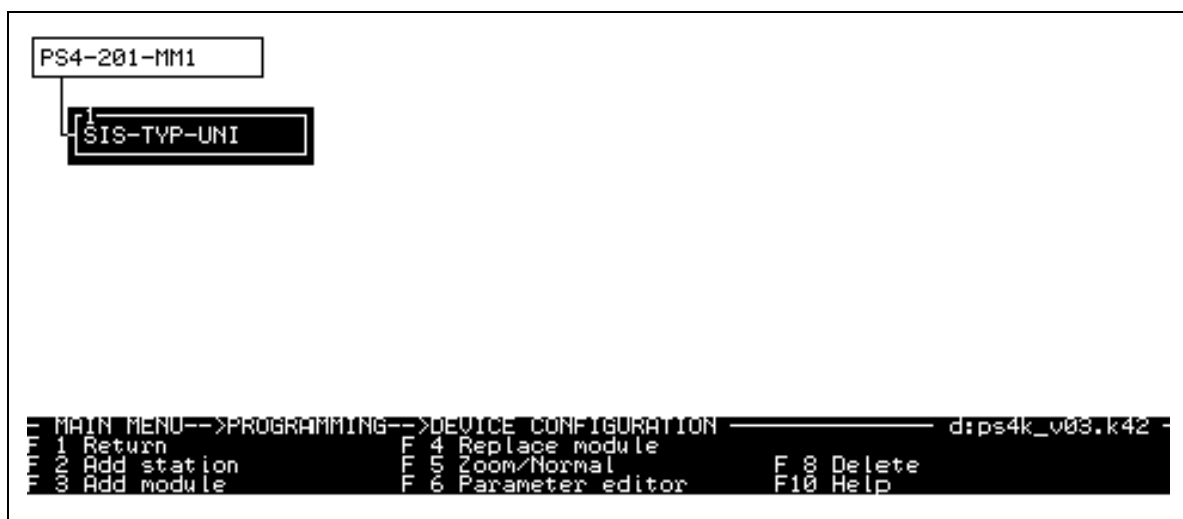 PS4-201-MM1
1
SIS-TYP-UNI
MAIN MENU-->PROGRAMMING-->DEVICE CONFIGURATION d:ps4k_v03.k42
F 1 Return F 4 Replace module
F 2 Add station F 5 Zoom/Normal F 8 Delete
F 3 Add module F 6 Parameter editor F10 Help